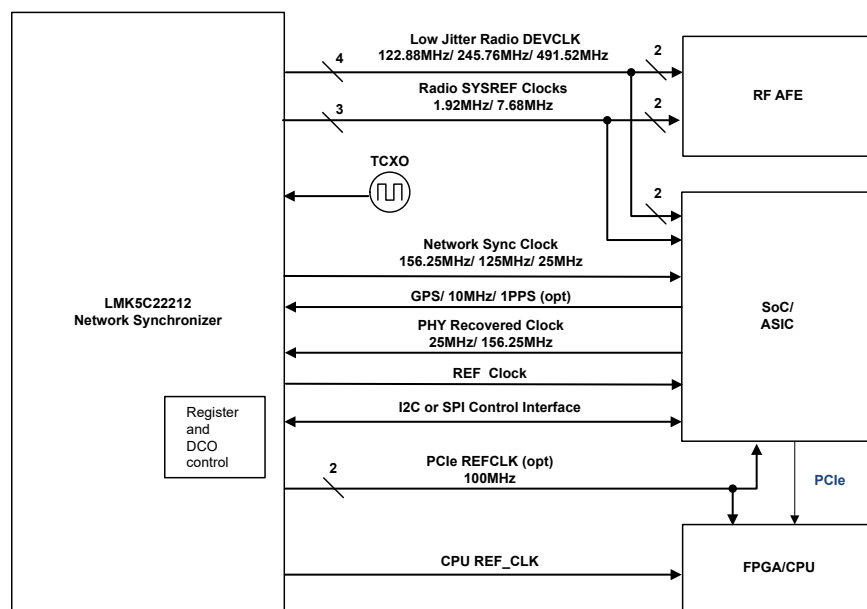 Low Jitter Radio DEVCLK
122.88MHz/ 245.76MHz/ 491.52MHz
4
2
Radio SYSREF Clocks
1.92MHz/ 7.68MHz
3
2
RF AFE
TCXO
2
Network Sync Clock
156.25MHz/ 125MHz/ 25MHz
LMK5C22212
Network Synchronizer
GPS/ 10MHz/ 1PPS (opt)
SoC/
ASIC
PHY Recovered Clock
25MHz/ 156.25MHz
REF Clock
I2C or SPI Control Interface
Register
and
DCO
control
PCIe REFCLK (opt)
100MHz
2
PCIe
CPU REF_CLK
FPGA/CPU